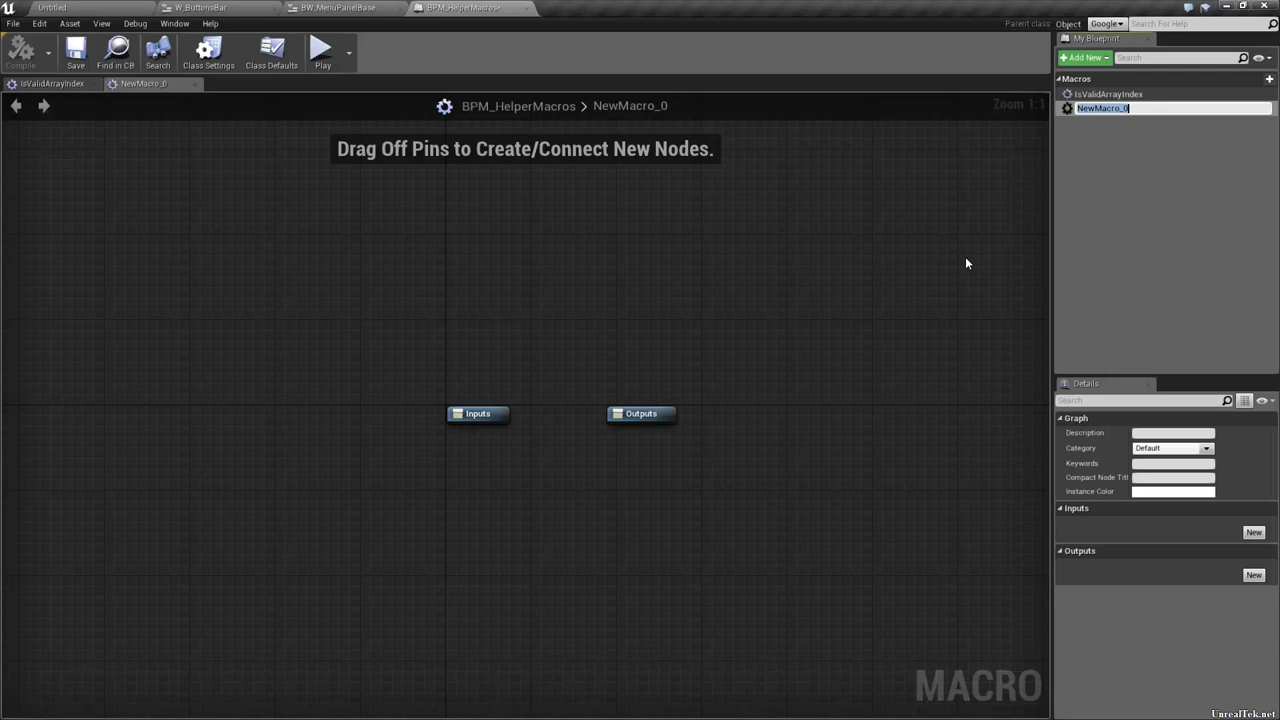 Untitled
W_ButtonsBar
BW_MenuPanelBase
BPM_HelperMacros*
File Edit Asset View Debug Window Help
Parent class: Object
Google
Search For Help
Compile
Save
Find in CB
Search
Class Settings
Class Defaults
Play
My Blueprint
Add New
Search
IsValidArrayIndex
NewMacro_0
BPM_HelperMacros > NewMacro_0
Zoom 1:1
Drag Off Pins to Create/Connect New Nodes.
Macros
IsValidArrayIndex
NewMacro_0
Inputs
Outputs
Details
Search
Graph
Description
Category
Default
Keywords
Compact Node Titl
Instance Color
Inputs
New
Outputs
New
MACRO
UnrealTek.net